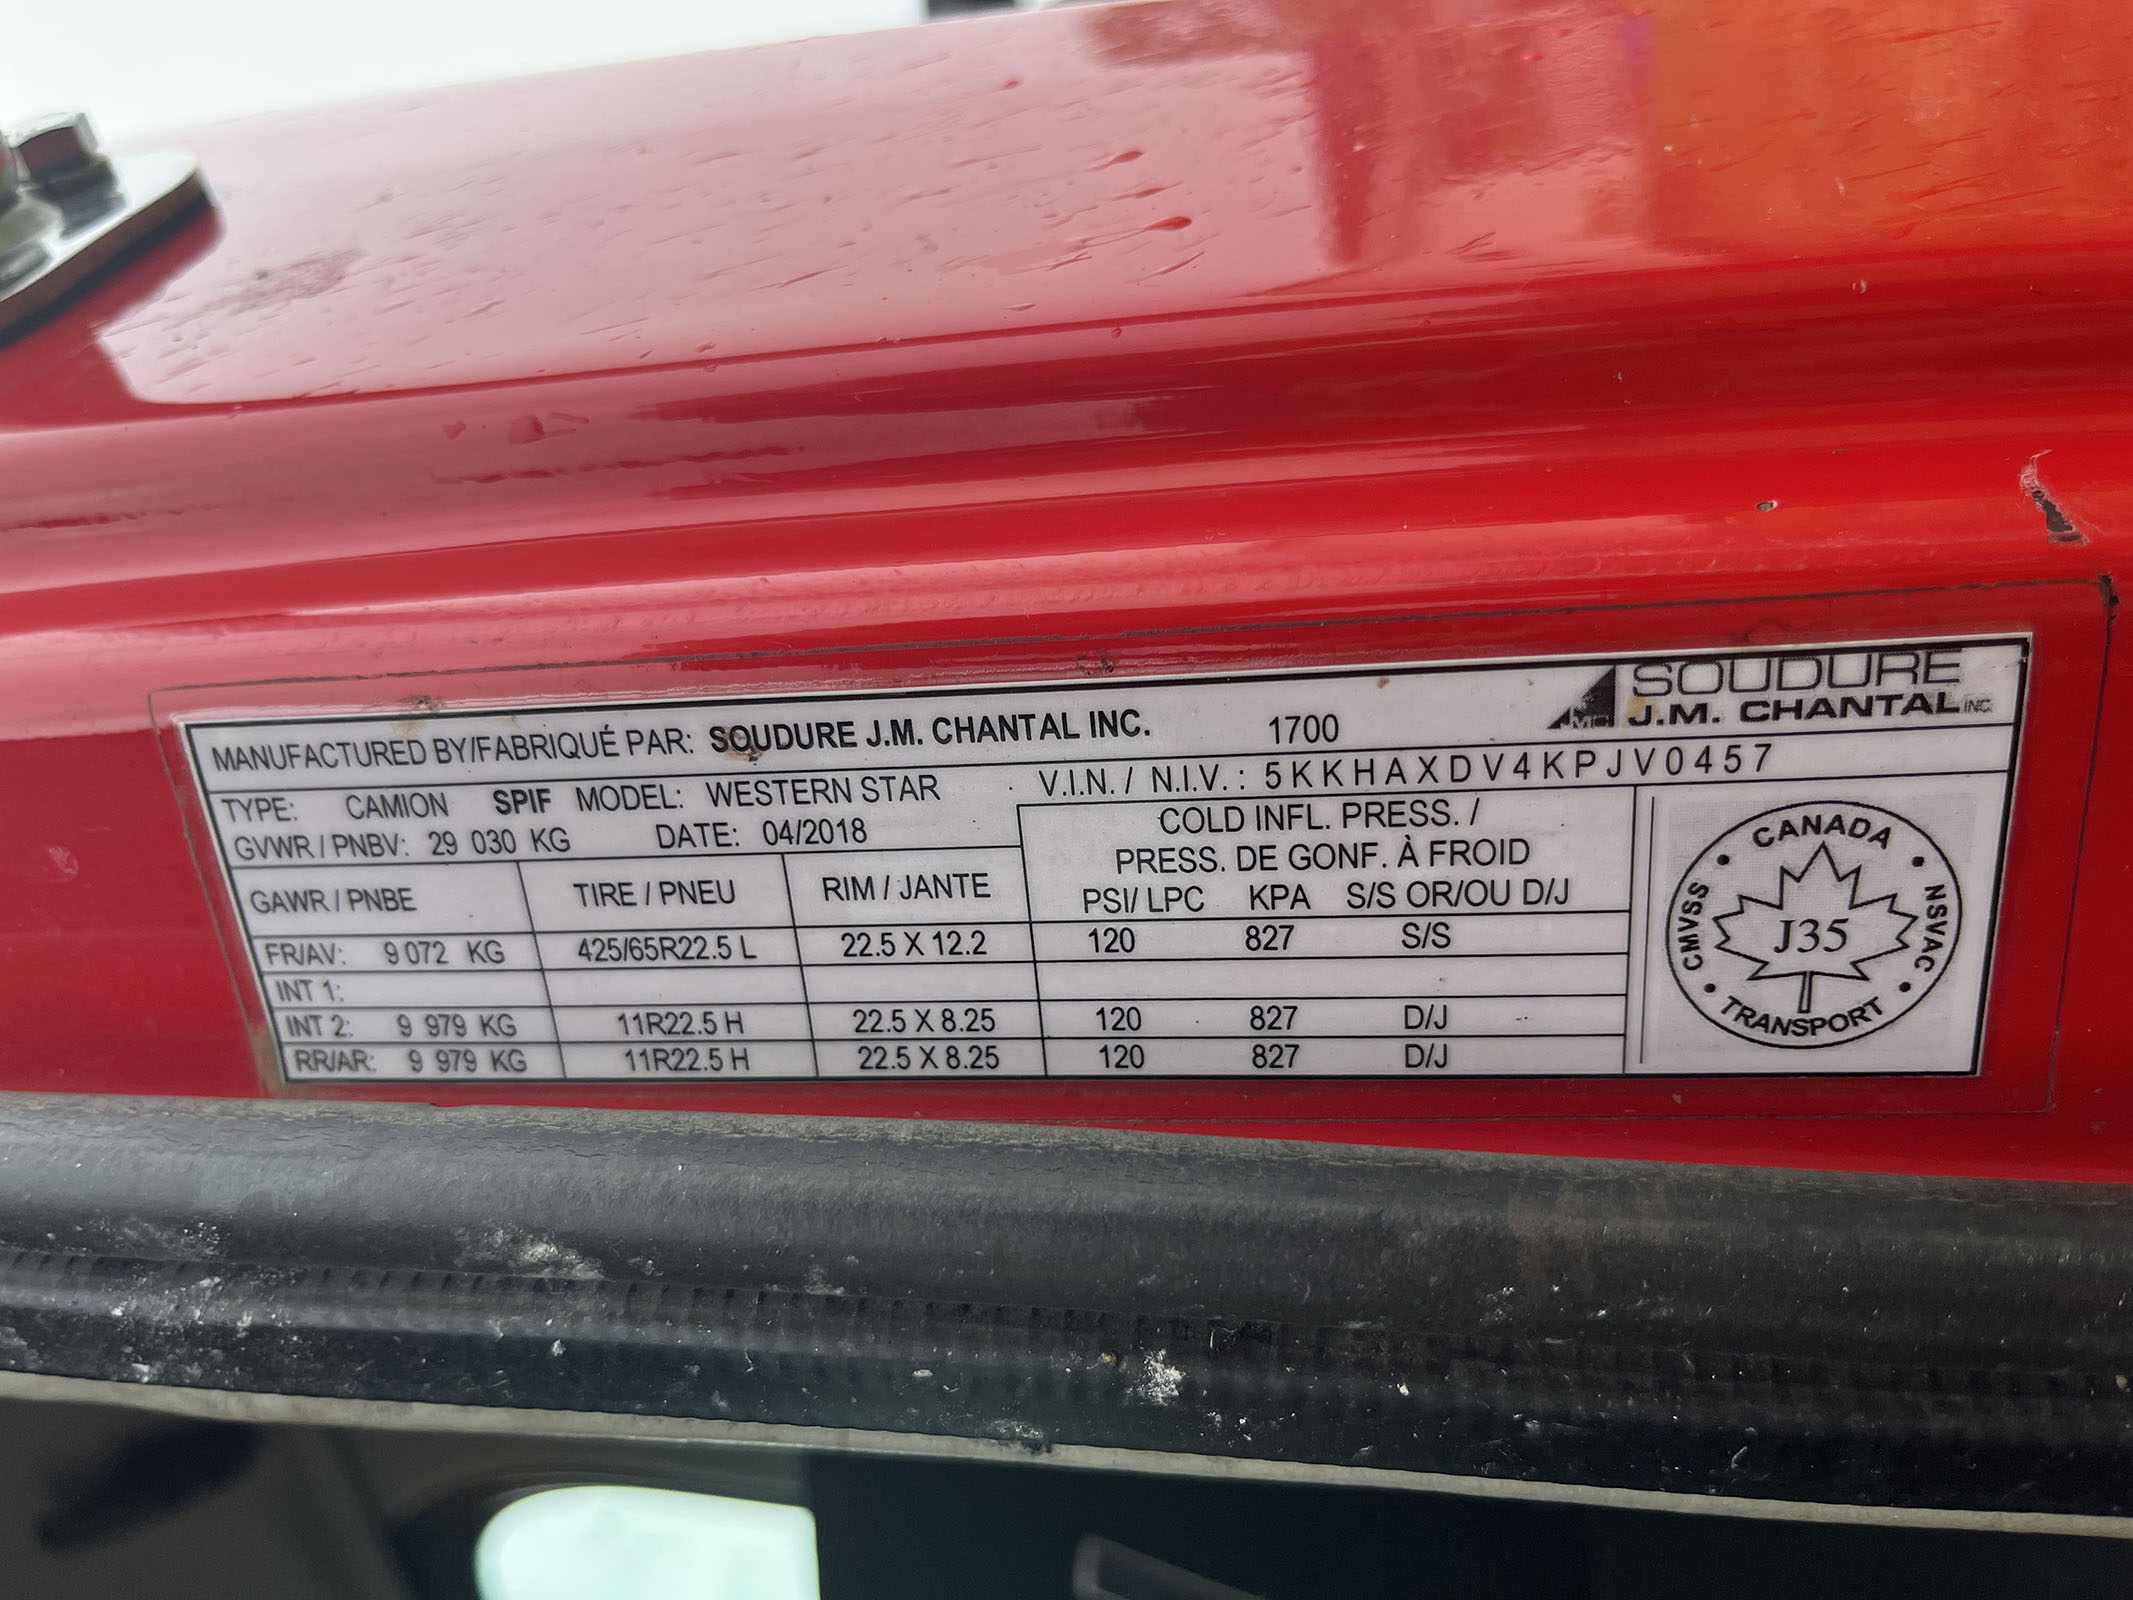 MANUFACTURED BY/FABRIQUÉ PAR: SOUDURE J.M. CHANTAL INC. 1700
JMC SOUDURE
J.M. CHANTAL INC.
TYPE: CAMION SPIF MODEL: WESTERN STAR V.I.N. / N.I.V. : 5KKHAXDV4KPJV0457
GVWR / PNBV: 29 030 KG DATE: 04/2018
COLD INFL. PRESS. /
PRESS. DE GONF. À FROID
GAWR / PNBE TIRE / PNEU RIM / JANTE PSI/ LPC KPA S/S OR/OU D/J
FR/AV: 9 072 KG 425/65R22.5 L 22.5 X 12.2 120 827 S/S
INT 1:
INT 2: 9 979 KG 11R22.5 H 22.5 X 8.25 120 827 D/J
RR/AR: 9 979 KG 11R22.5 H 22.5 X 8.25 120 827 D/J
CANADA
CMVSS
J35
NSVAC
TRANSPORT